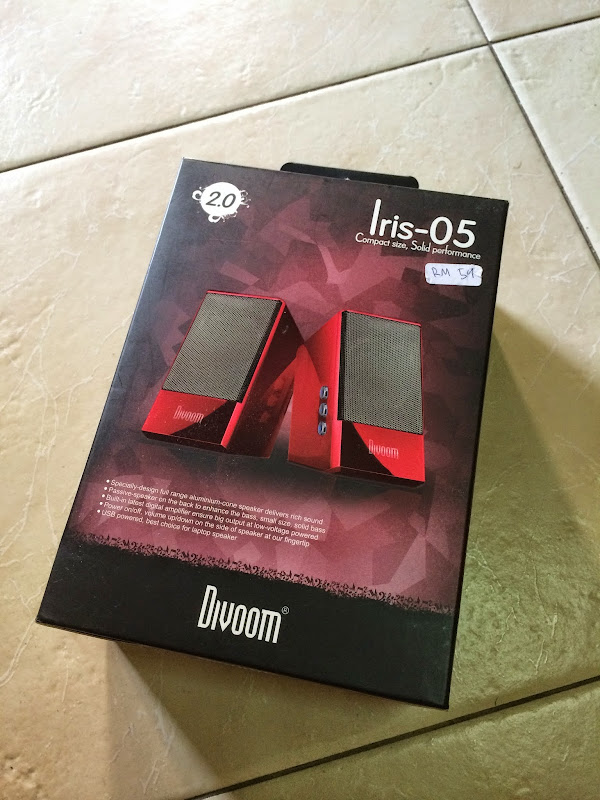 2.0
Iris-05
Compact size, Solid performance
RM 59
Divoom
Divoom
• Specially-design full range aluminium-cone speaker delivers rich sound
• Passive-speaker on the back to enhance the bass, small size, solid bass
• Built-in latest digital amplifier ensure big output at low-voltage powered
• Power on/off, volume up/down on the side of speaker at our fingertip
• USB powered, best choice for laptop speaker
Divoom®